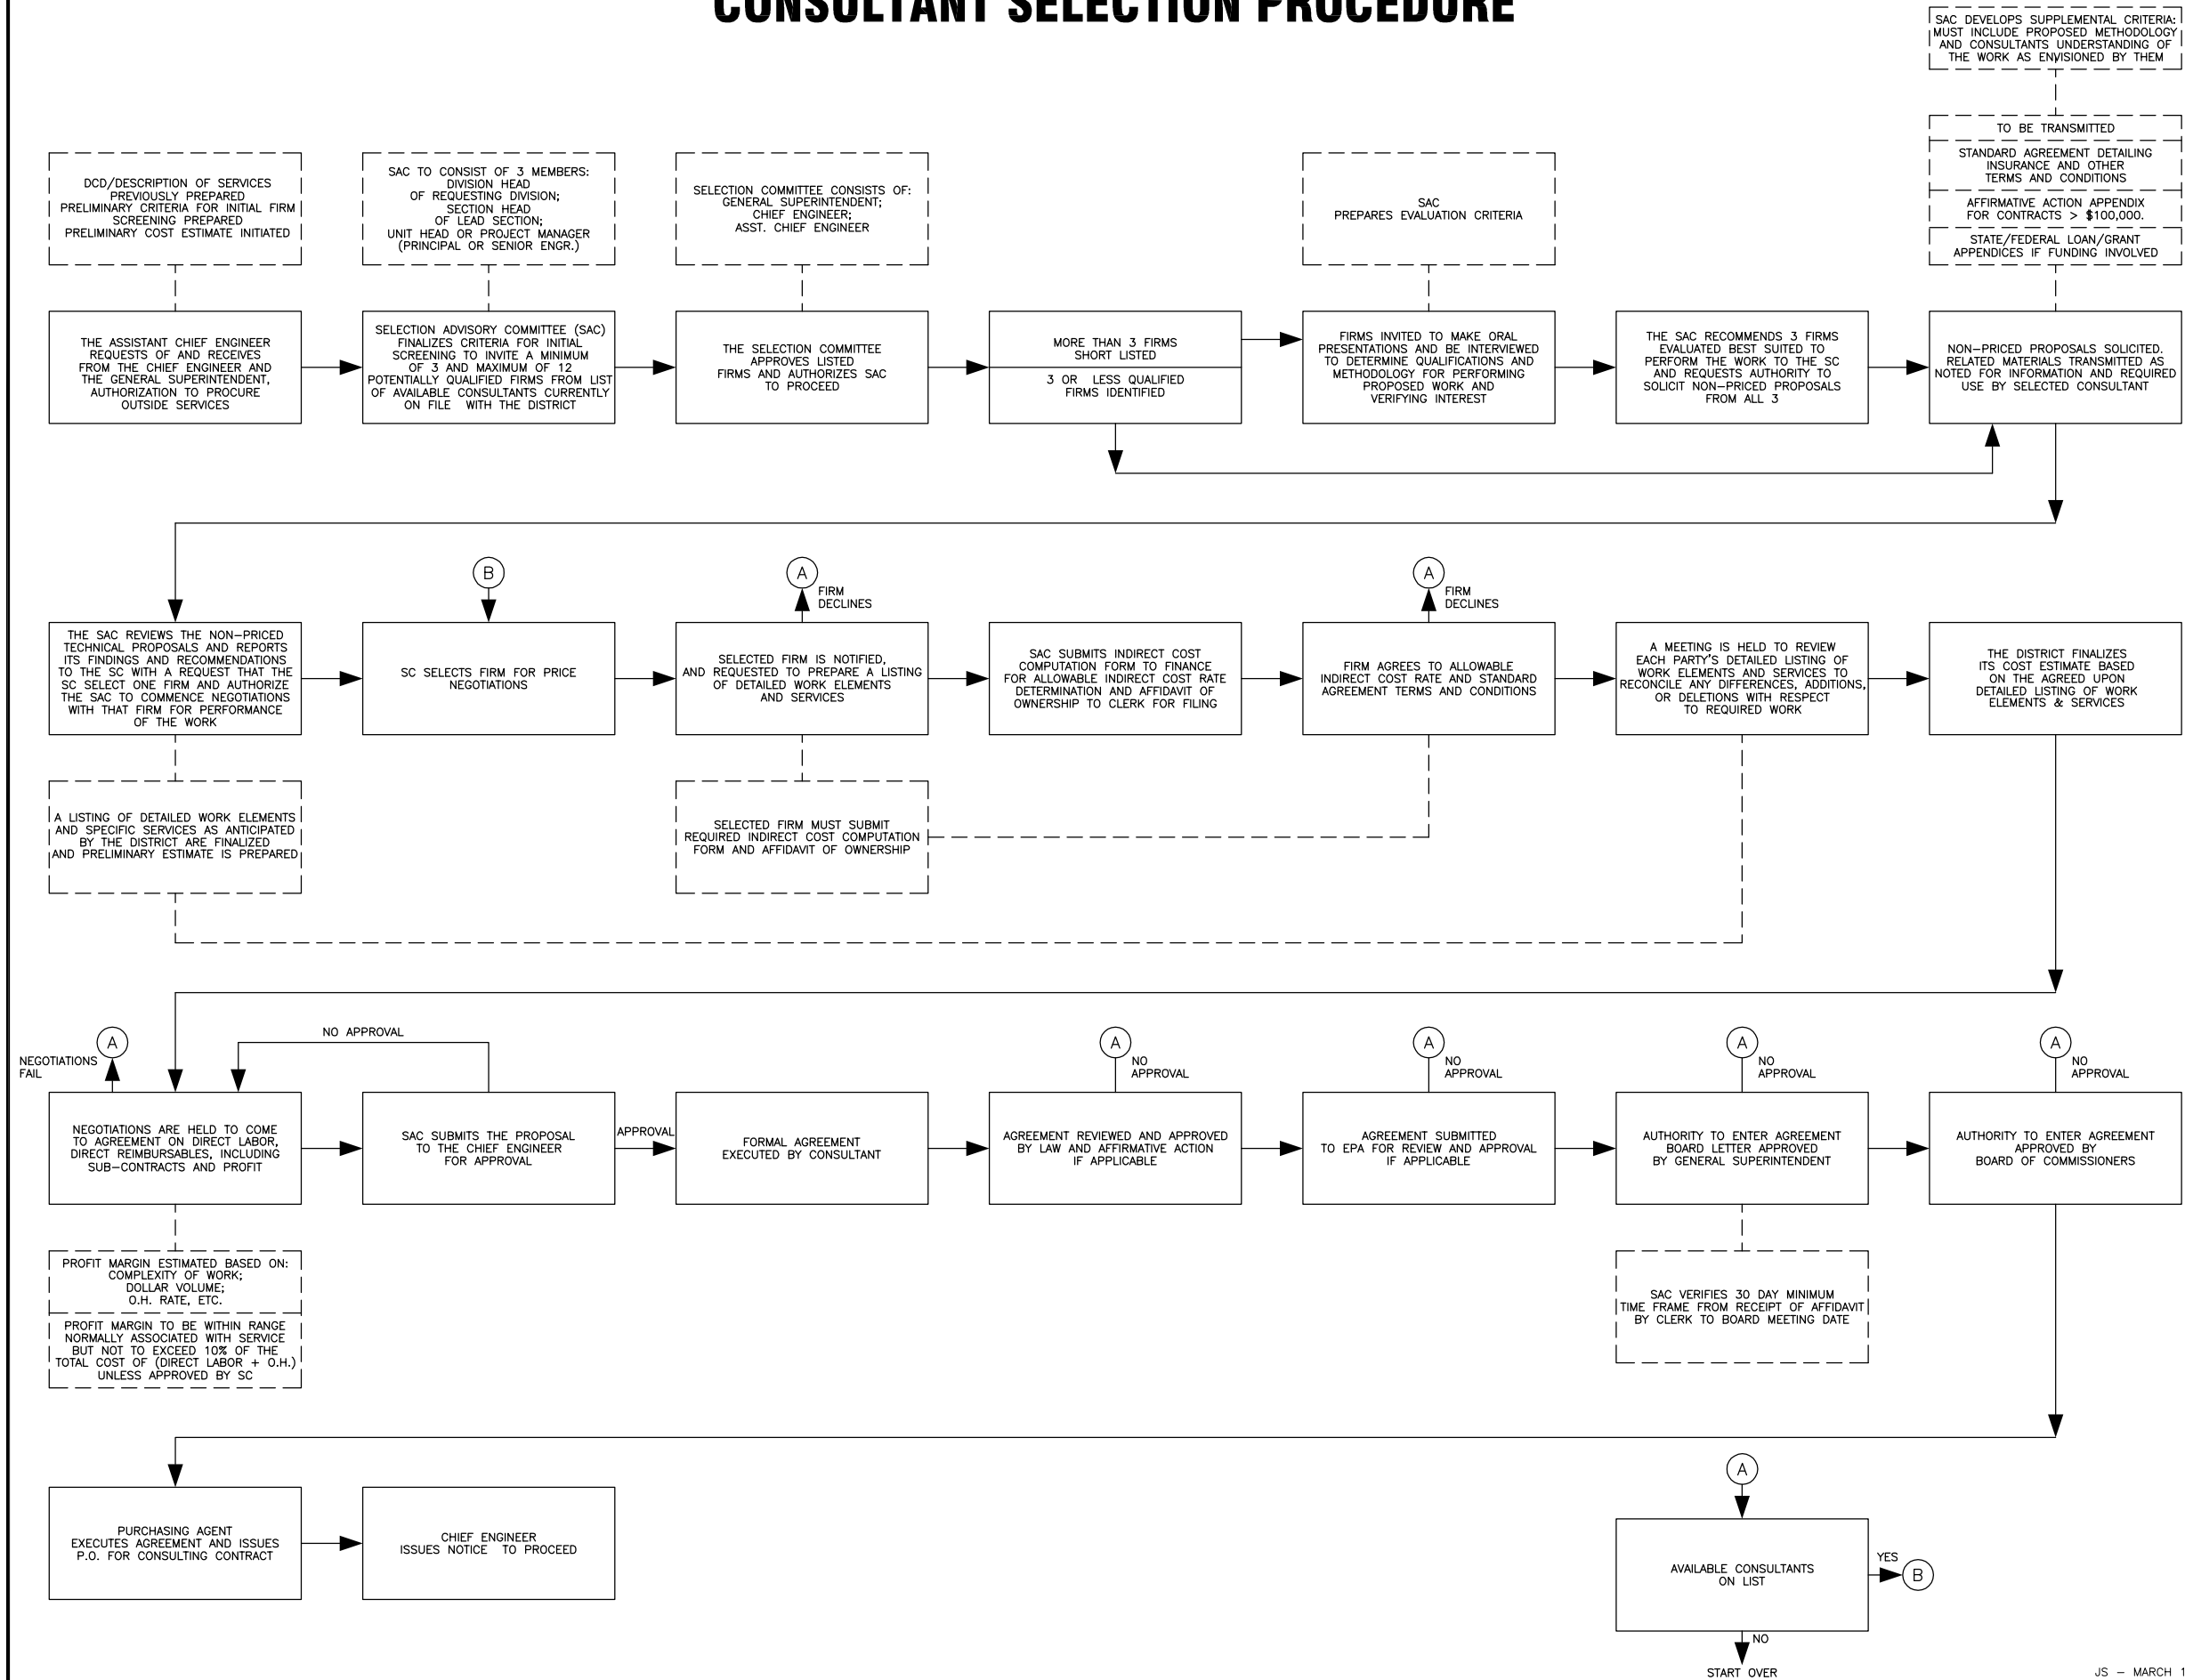 CONSULTANT SELECTION PROCEDURE
SAC DEVELOPS SUPPLEMENTAL CRITERIA:
MUST INCLUDE PROPOSED METHODOLOGY
AND CONSULTANTS UNDERSTANDING OF
THE WORK AS ENVISIONED BY THEM
TO BE TRANSMITTED
STANDARD AGREEMENT DETAILING
INSURANCE AND OTHER
TERMS AND CONDITIONS
AFFIRMATIVE ACTION APPENDIX
FOR CONTRACTS > $100,000.
STATE/FEDERAL LOAN/GRANT
APPENDICES IF FUNDING INVOLVED
DCD/DESCRIPTION OF SERVICES
PREVIOUSLY PREPARED
PRELIMINARY CRITERIA FOR INITIAL FIRM
SCREENING PREPARED
PRELIMINARY COST ESTIMATE INITIATED
SAC TO CONSIST OF 3 MEMBERS:
DIVISION HEAD
OF REQUESTING DIVISION;
SECTION HEAD
OF LEAD SECTION;
UNIT HEAD OR PROJECT MANAGER
(PRINCIPAL OR SENIOR ENGR.)
SELECTION COMMITTEE CONSISTS OF:
GENERAL SUPERINTENDENT;
CHIEF ENGINEER;
ASST. CHIEF ENGINEER
SAC
PREPARES EVALUATION CRITERIA
THE ASSISTANT CHIEF ENGINEER
REQUESTS OF AND RECEIVES
FROM THE CHIEF ENGINEER AND
THE GENERAL SUPERINTENDENT,
AUTHORIZATION TO PROCURE
OUTSIDE SERVICES
SELECTION ADVISORY COMMITTEE (SAC)
FINALIZES CRITERIA FOR INITIAL
SCREENING TO INVITE A MINIMUM
OF 3 AND MAXIMUM OF 12
POTENTIALLY QUALIFIED FIRMS FROM LIST
OF AVAILABLE CONSULTANTS CURRENTLY
ON FILE WITH THE DISTRICT
THE SELECTION COMMITTEE
APPROVES LISTED
FIRMS AND AUTHORIZES SAC
TO PROCEED
MORE THAN 3 FIRMS
SHORT LISTED
3 OR LESS QUALIFIED
FIRMS IDENTIFIED
FIRMS INVITED TO MAKE ORAL
PRESENTATIONS AND BE INTERVIEWED
TO DETERMINE QUALIFICATIONS AND
METHODOLOGY FOR PERFORMING
PROPOSED WORK AND
VERIFYING INTEREST
THE SAC RECOMMENDS 3 FIRMS
EVALUATED BEST SUITED TO
PERFORM THE WORK TO THE SC
AND REQUESTS AUTHORITY TO
SOLICIT NON-PRICED PROPOSALS
FROM ALL 3
NON-PRICED PROPOSALS SOLICITED.
RELATED MATERIALS TRANSMITTED AS
NOTED FOR INFORMATION AND REQUIRED
USE BY SELECTED CONSULTANT
B
A
FIRM
DECLINES
A
FIRM
DECLINES
THE SAC REVIEWS THE NON-PRICED
TECHNICAL PROPOSALS AND REPORTS
ITS FINDINGS AND RECOMMENDATIONS
TO THE SC WITH A REQUEST THAT THE
SC SELECT ONE FIRM AND AUTHORIZE
THE SAC TO COMMENCE NEGOTIATIONS
WITH THAT FIRM FOR PERFORMANCE
OF THE WORK
SC SELECTS FIRM FOR PRICE
NEGOTIATIONS
SELECTED FIRM IS NOTIFIED,
AND REQUESTED TO PREPARE A LISTING
OF DETAILED WORK ELEMENTS
AND SERVICES
SAC SUBMITS INDIRECT COST
COMPUTATION FORM TO FINANCE
FOR ALLOWABLE INDIRECT COST RATE
DETERMINATION AND AFFIDAVIT OF
OWNERSHIP TO CLERK FOR FILING
FIRM AGREES TO ALLOWABLE
INDIRECT COST RATE AND STANDARD
AGREEMENT TERMS AND CONDITIONS
A MEETING IS HELD TO REVIEW
EACH PARTY'S DETAILED LISTING OF
WORK ELEMENTS AND SERVICES TO
RECONCILE ANY DIFFERENCES, ADDITIONS,
OR DELETIONS WITH RESPECT
TO REQUIRED WORK
THE DISTRICT FINALIZES
ITS COST ESTIMATE BASED
ON THE AGREED UPON
DETAILED LISTING OF WORK
ELEMENTS & SERVICES
A LISTING OF DETAILED WORK ELEMENTS
AND SPECIFIC SERVICES AS ANTICIPATED
BY THE DISTRICT ARE FINALIZED
AND PRELIMINARY ESTIMATE IS PREPARED
SELECTED FIRM MUST SUBMIT
REQUIRED INDIRECT COST COMPUTATION
FORM AND AFFIDAVIT OF OWNERSHIP
A
NEGOTIATIONS
FAIL
NO APPROVAL
A
NO
APPROVAL
A
NO
APPROVAL
A
NO
APPROVAL
A
NO
APPROVAL
NEGOTIATIONS ARE HELD TO COME
TO AGREEMENT ON DIRECT LABOR,
DIRECT REIMBURSABLES, INCLUDING
SUB-CONTRACTS AND PROFIT
SAC SUBMITS THE PROPOSAL
TO THE CHIEF ENGINEER
FOR APPROVAL
APPROVAL
FORMAL AGREEMENT
EXECUTED BY CONSULTANT
AGREEMENT REVIEWED AND APPROVED
BY LAW AND AFFIRMATIVE ACTION
IF APPLICABLE
AGREEMENT SUBMITTED
TO EPA FOR REVIEW AND APPROVAL
IF APPLICABLE
AUTHORITY TO ENTER AGREEMENT
BOARD LETTER APPROVED
BY GENERAL SUPERINTENDENT
AUTHORITY TO ENTER AGREEMENT
APPROVED BY
BOARD OF COMMISSIONERS
PROFIT MARGIN ESTIMATED BASED ON:
COMPLEXITY OF WORK;
DOLLAR VOLUME;
O.H. RATE, ETC.
PROFIT MARGIN TO BE WITHIN RANGE
NORMALLY ASSOCIATED WITH SERVICE
BUT NOT TO EXCEED 10% OF THE
TOTAL COST OF (DIRECT LABOR + O.H.)
UNLESS APPROVED BY SC
SAC VERIFIES 30 DAY MINIMUM
TIME FRAME FROM RECEIPT OF AFFIDAVIT
BY CLERK TO BOARD MEETING DATE
PURCHASING AGENT
EXECUTES AGREEMENT AND ISSUES
P.O. FOR CONSULTING CONTRACT
CHIEF ENGINEER
ISSUES NOTICE TO PROCEED
A
AVAILABLE CONSULTANTS
ON LIST
YES
B
NO
START OVER
JS - MARCH 1